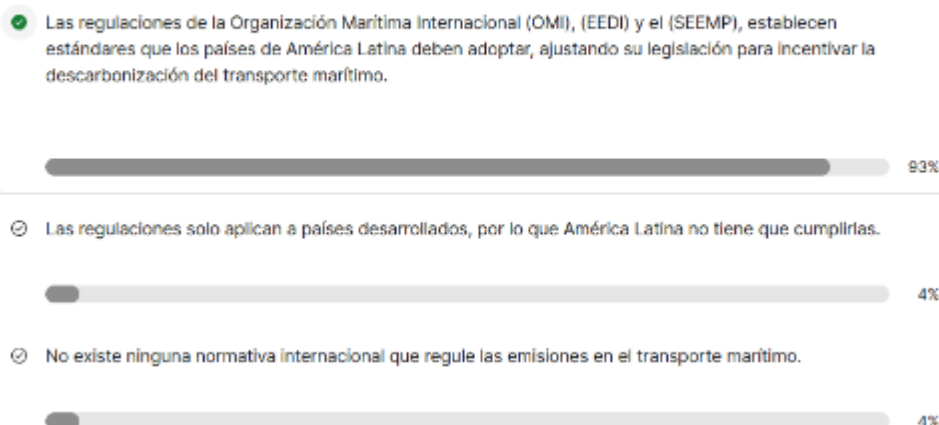 Las regulaciones de la Organización Marítima Internacional (OMI), (EEDI) y el (SEEMP), establecen
estándares que los países de América Latina deben adoptar, ajustando su legislación para incentivar la
descarbonización del transporte marítimo.
93%
Las regulaciones solo aplican a países desarrollados, por lo que América Latina no tiene que cumplirlas.
4%
No existe ninguna normativa internacional que regule las emisiones en el transporte marítimo.
4%